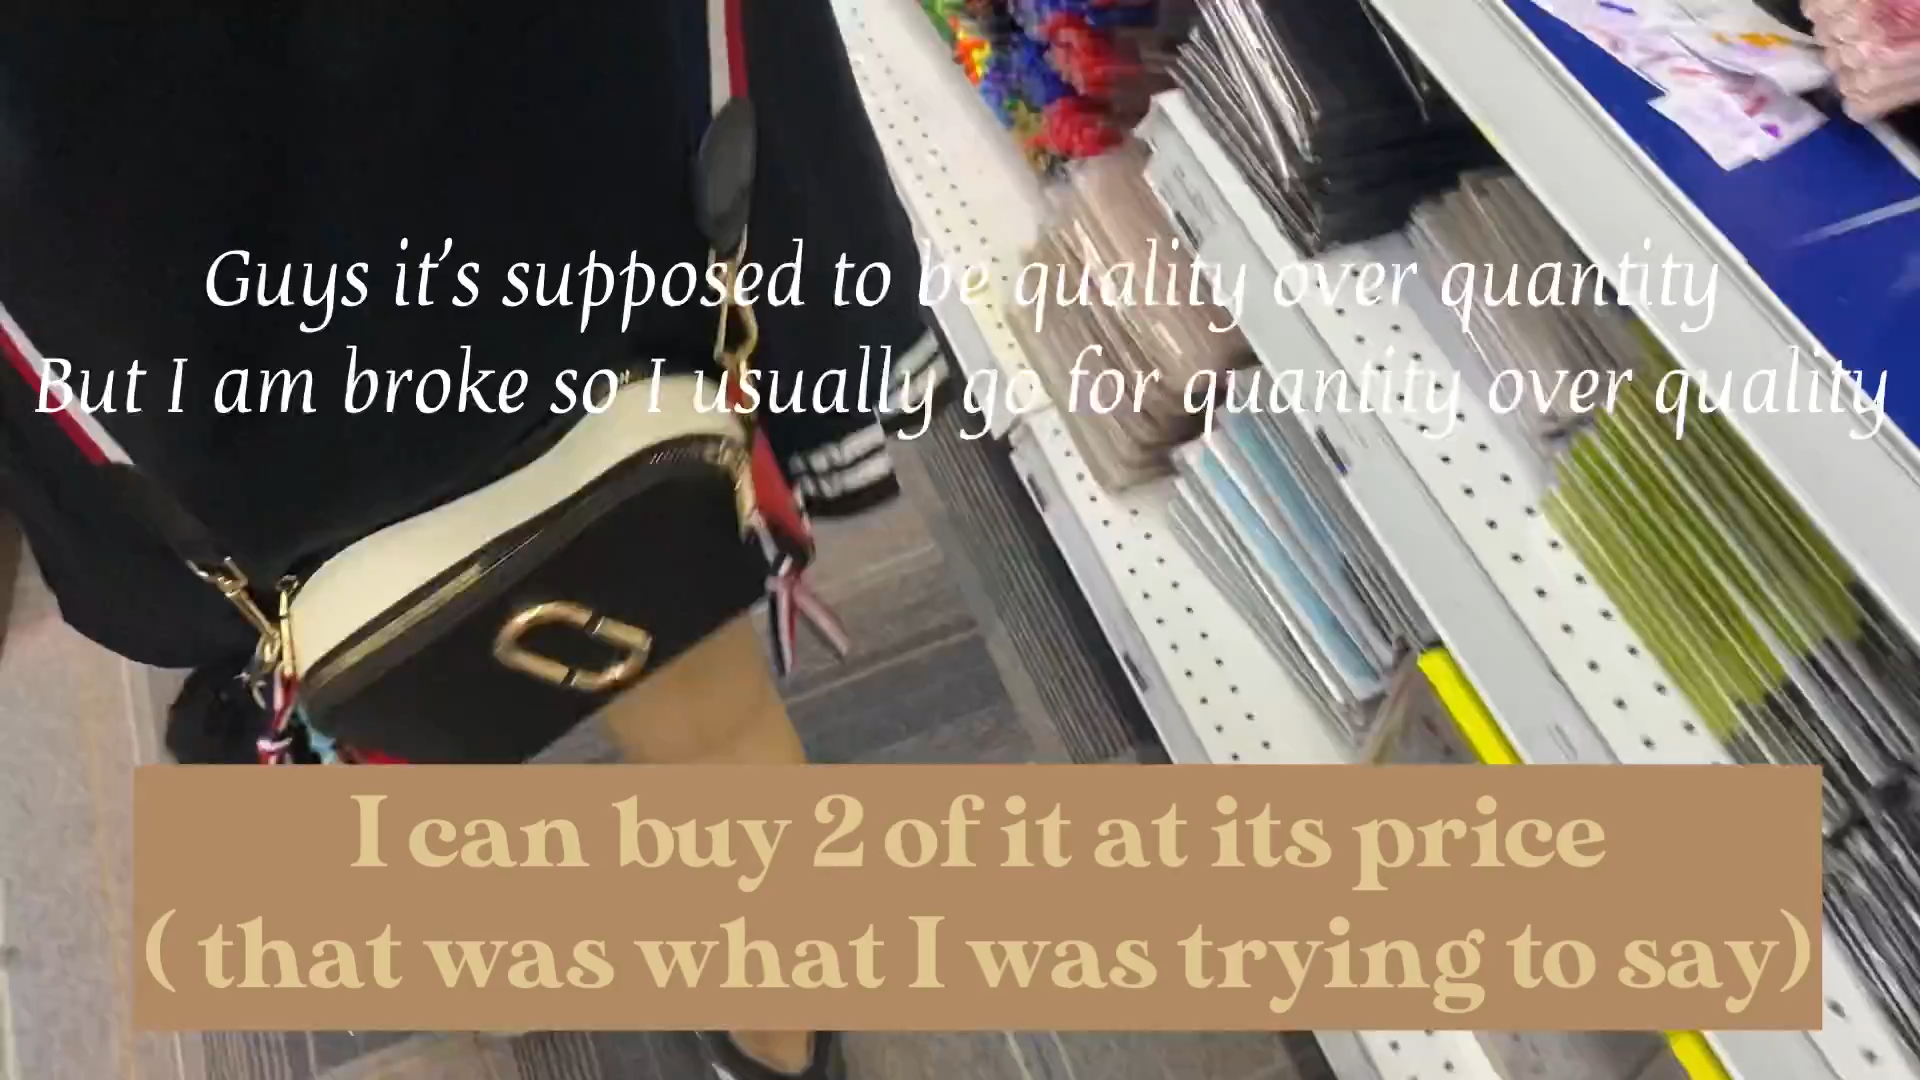 Guys it's supposed to be quality over quantity
But I am broke so I usually go for quantity over quality
I can buy 2 of it at its price
( that was what I was trying to say)